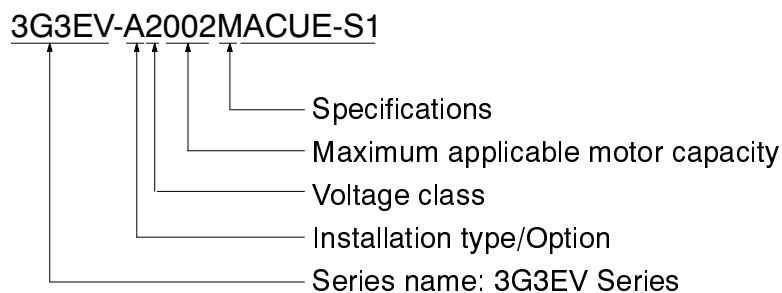 3G3EV-A2002MACUE-S1
Specifications
Maximum applicable motor capacity
Voltage class
Installation type/Option
Series name: 3G3EV Series